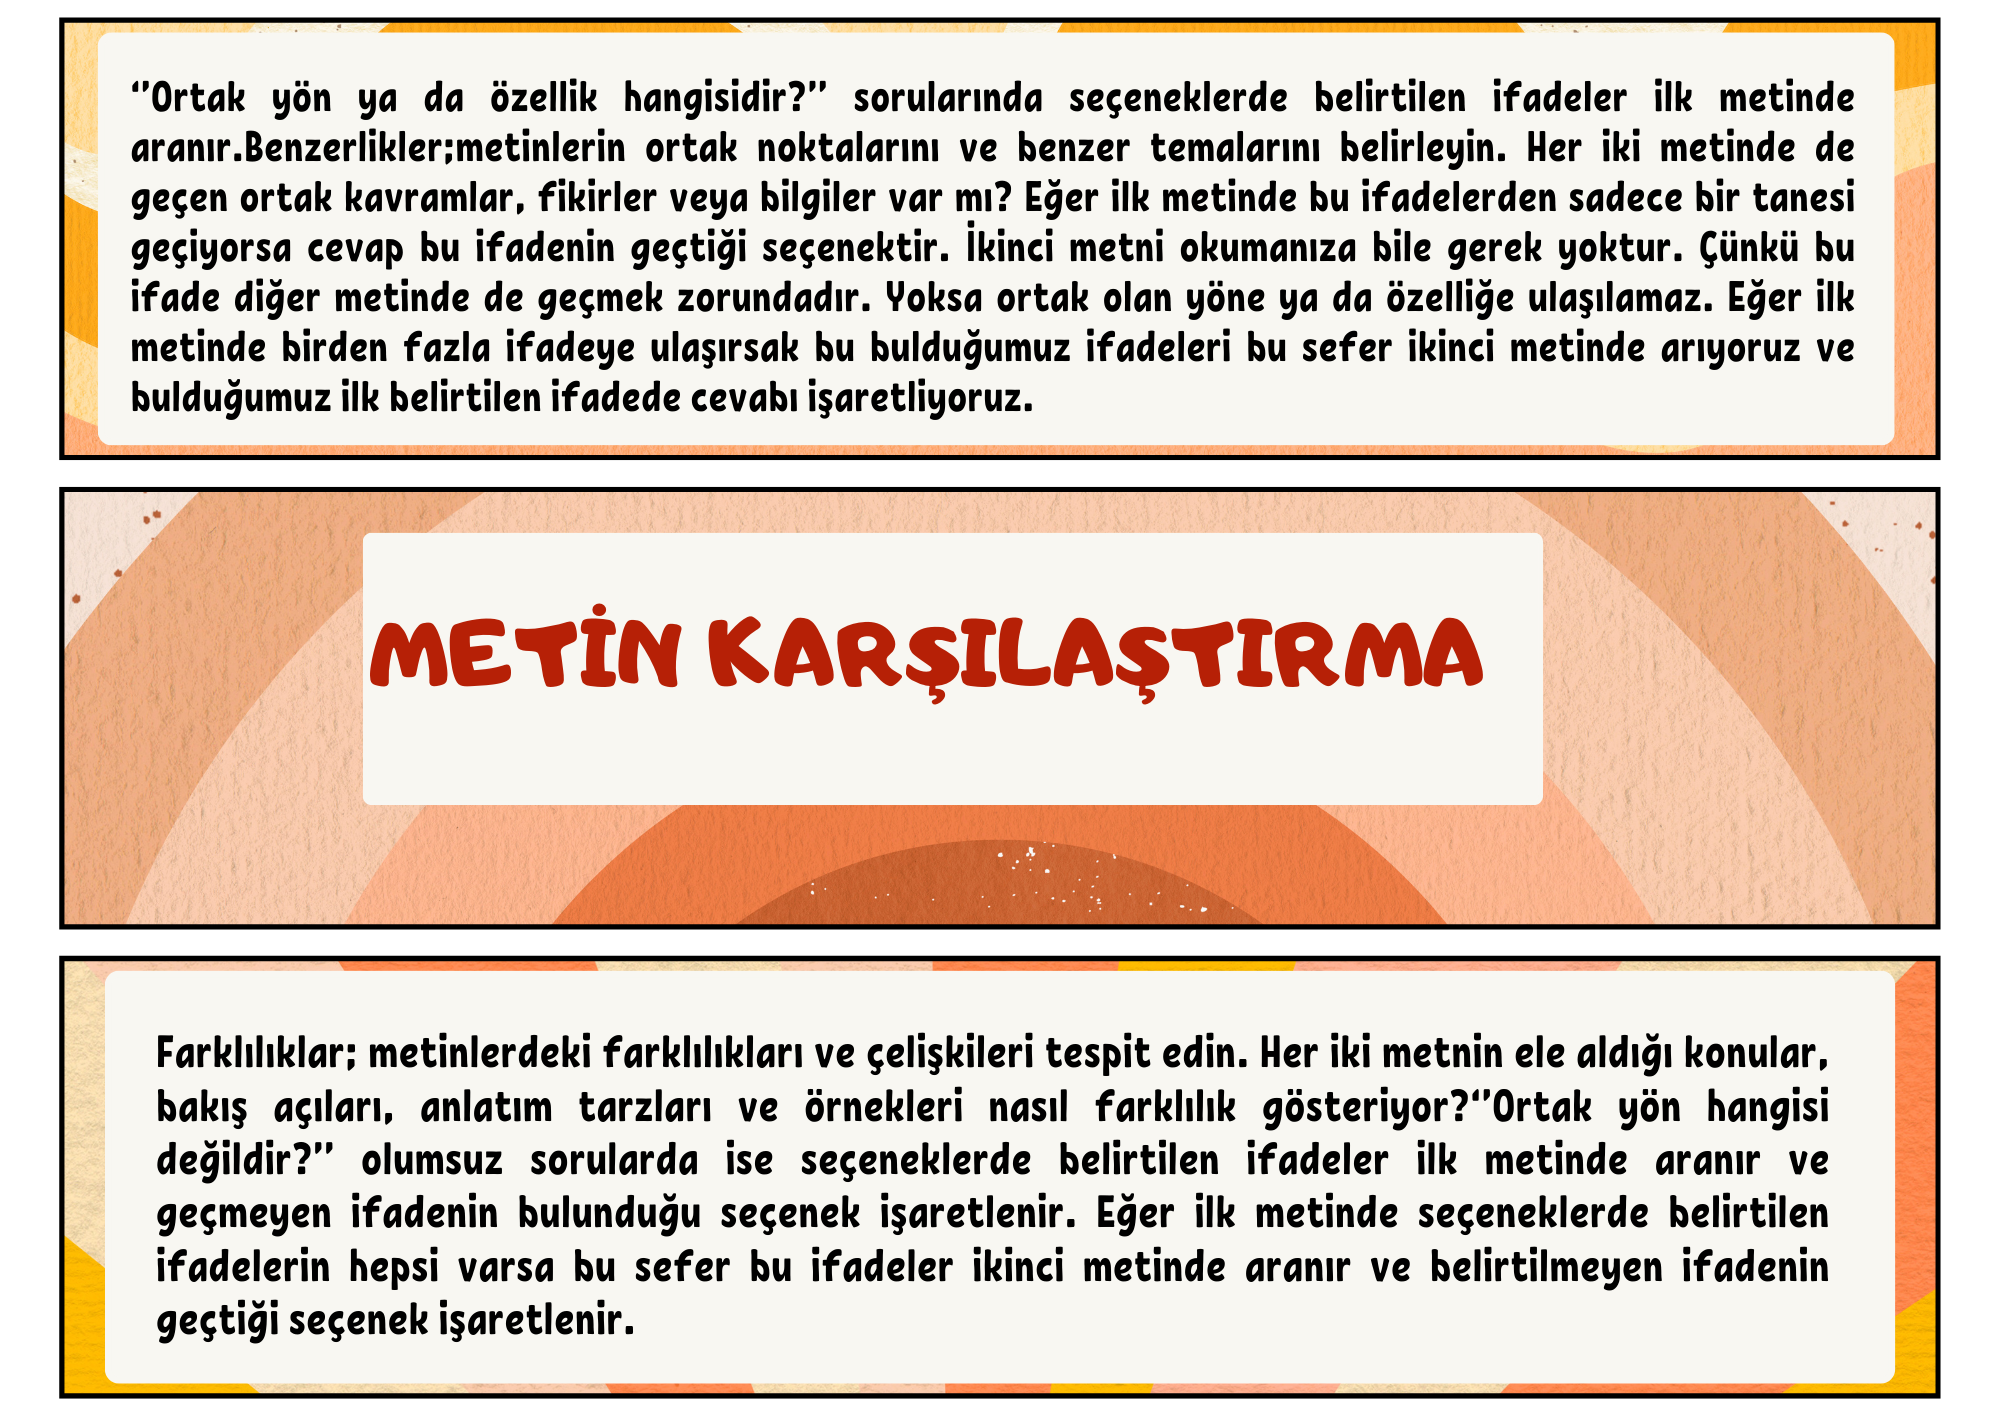 ‘’Ortak yön ya da özellik hangisidir?’’ sorularında seçeneklerde belirtilen ifadeler ilk metinde
aranır.Benzerlikler;metinlerin ortak noktalarını ve benzer temalarını belirleyin. Her iki metinde de
geçen ortak kavramlar, fikirler veya bilgiler var mı? Eğer ilk metinde bu ifadelerden sadece bir tanesi
geçiyorsa cevap bu ifadenin geçtiği seçenektir. İkinci metni okumanıza bile gerek yoktur. Çünkü bu
ifade diğer metinde de geçmek zorundadır. Yoksa ortak olan yöne ya da özelliğe ulaşılamaz. Eğer ilk
metinde birden fazla ifadeye ulaşırsak bu bulduğumuz ifadeleri bu sefer ikinci metinde arıyoruz ve
bulduğumuz ilk belirtilen ifadede cevabı işaretliyoruz.
METİN KARŞILAŞTIRMA
Farklılıklar; metinlerdeki farklılıkları ve çelişkileri tespit edin. Her iki metnin ele aldığı konular,
bakış açıları, anlatım tarzları ve örnekleri nasıl farklılık gösteriyor?‘’Ortak yön hangisi
değildir?’’ olumsuz sorularda ise seçeneklerde belirtilen ifadeler ilk metinde aranır ve
geçmeyen ifadenin bulunduğu seçenek işaretlenir. Eğer ilk metinde seçeneklerde belirtilen
ifadelerin hepsi varsa bu sefer bu ifadeler ikinci metinde aranır ve belirtilmeyen ifadenin
geçtiği seçenek işaretlenir.